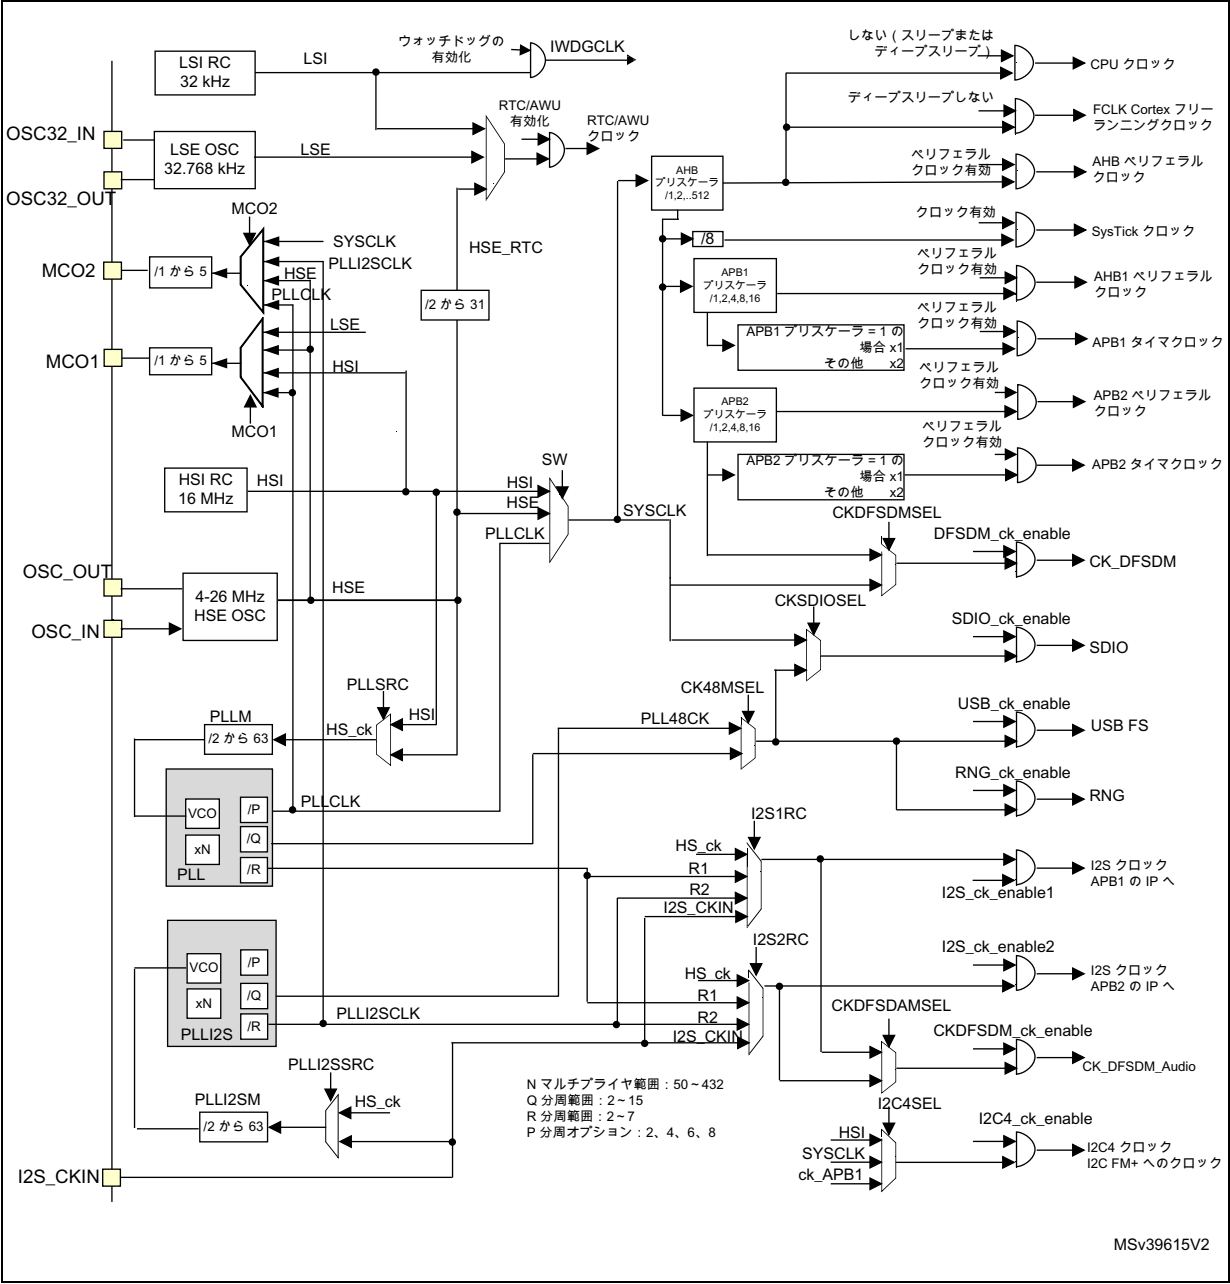 LSI RC
32 kHz
LSI
ウォッチドッグの
有効化
IWDGCLK
OSC32_IN
OSC32_OUT
LSE OSC
32.768 kHz
LSE
RTC/AWU
有効化
RTC/AWU
クロック
MCO2
SYSCLK
PLLI2SCLK
HSE
PLLCLK
MCO2
/1 から 5
HSE_RTC
/2 から 31
LSE
HSI
MCO1
/1 から 5
MCO1
HSI RC
16 MHz
HSI
SW
HSI
HSE
PLLCLK
SYSCLK
OSC_OUT
OSC_IN
4-26 MHz
HSE OSC
HSE
PLLSRC
HSI
HS_ck
PLLM
/2 から 63
VCO
xN
PLL
/P
/Q
/R
PLLCLK
VCO
xN
PLLI2S
/P
/Q
/R
PLLI2SCLK
PLLI2SSRC
HS_ck
PLLI2SM
/2 から 63
I2S_CKIN
AHB
プリスケーラ
/1,2,..512
/8
APB1
プリスケーラ
/1,2,4,8,16
APB1 プリスケーラ = 1 の
場合 x1
その他 x2
APB2
プリスケーラ
/1,2,4,8,16
APB2 プリスケーラ = 1 の
場合 x1
その他 x2
しない ( スリープまたは
ディープスリープ )
CPU クロック
ディープスリープしない
FCLK Cortex フリー
ランニングクロック
ペリフェラル
クロック有効
AHB ペリフェラル
クロック
クロック有効
SysTick クロック
ペリフェラル
クロック有効
AHB1 ペリフェラル
クロック
ペリフェラル
クロック有効
APB1 タイマクロック
ペリフェラル
クロック有効
APB2 ペリフェラル
クロック
ペリフェラル
クロック有効
APB2 タイマクロック
CKDFSDMSEL
DFSDM_ck_enable
CK_DFSDM
CKSDIOSEL
SDIO_ck_enable
SDIO
CK48MSEL
PLL48CK
USB_ck_enable
USB FS
RNG_ck_enable
RNG
I2S1RC
HS_ck
R1
R2
I2S_CKIN
I2S_ck_enable1
I2S クロック
APB1 の IP へ
I2S2RC
HS_ck
R1
R2
I2S_CKIN
I2S_ck_enable2
I2S クロック
APB2 の IP へ
CKDFSDAMSEL
CKDFSDM_ck_enable
CK_DFSDM_Audio
I2C4SEL
HSI
SYSCLK
ck_APB1
I2C4_ck_enable
I2C4 クロック
I2C FM+ へのクロック
N マルチプライヤ範囲：50～432
Q 分周範囲：2～15
R 分周範囲：2～7
P 分周オプション：2、4、6、8
MSv39615V2